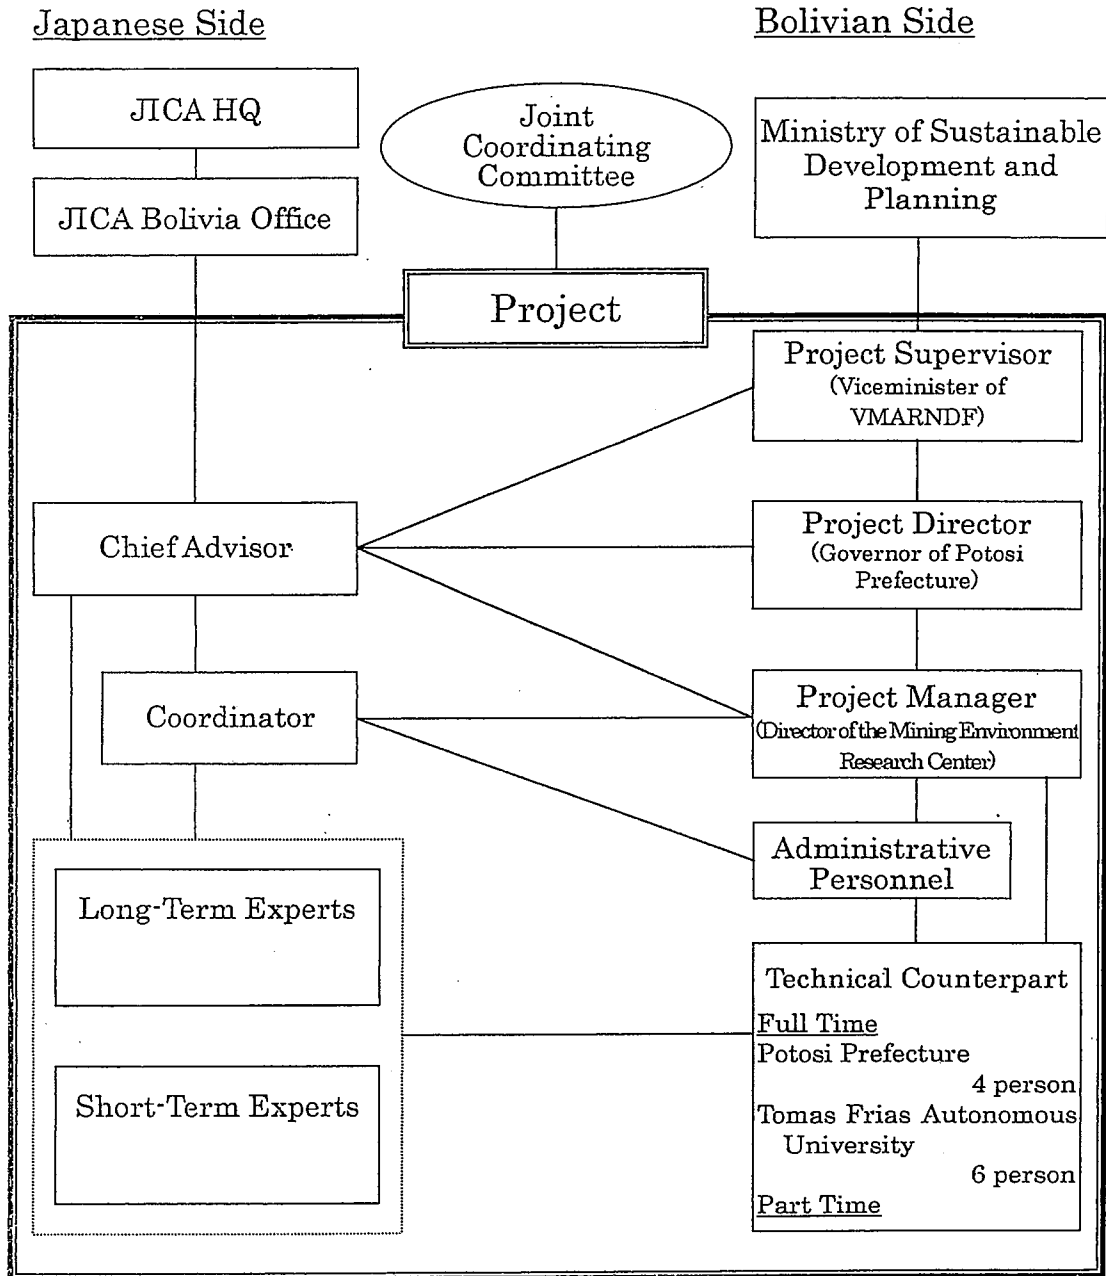 Japanese Side
Bolivian Side
JICA HQ
Joint
Coordinating
Committee
Ministry of Sustainable
Development and
Planning
JICA Bolivia Office
Project
Project Supervisor
(Viceminister of
VMARNDF)
Chief Advisor
Project Director
(Governor of Potosi
Prefecture)
Coordinator
Project Manager
(Director of the Mining Environment
Research Center)
Administrative
Personnel
Long-Term Experts
Short-Term Experts
Technical Counterpart
Full Time
Potosi Prefecture
4 person
Tomas Frias Autonomous
University
6 person
Part Time